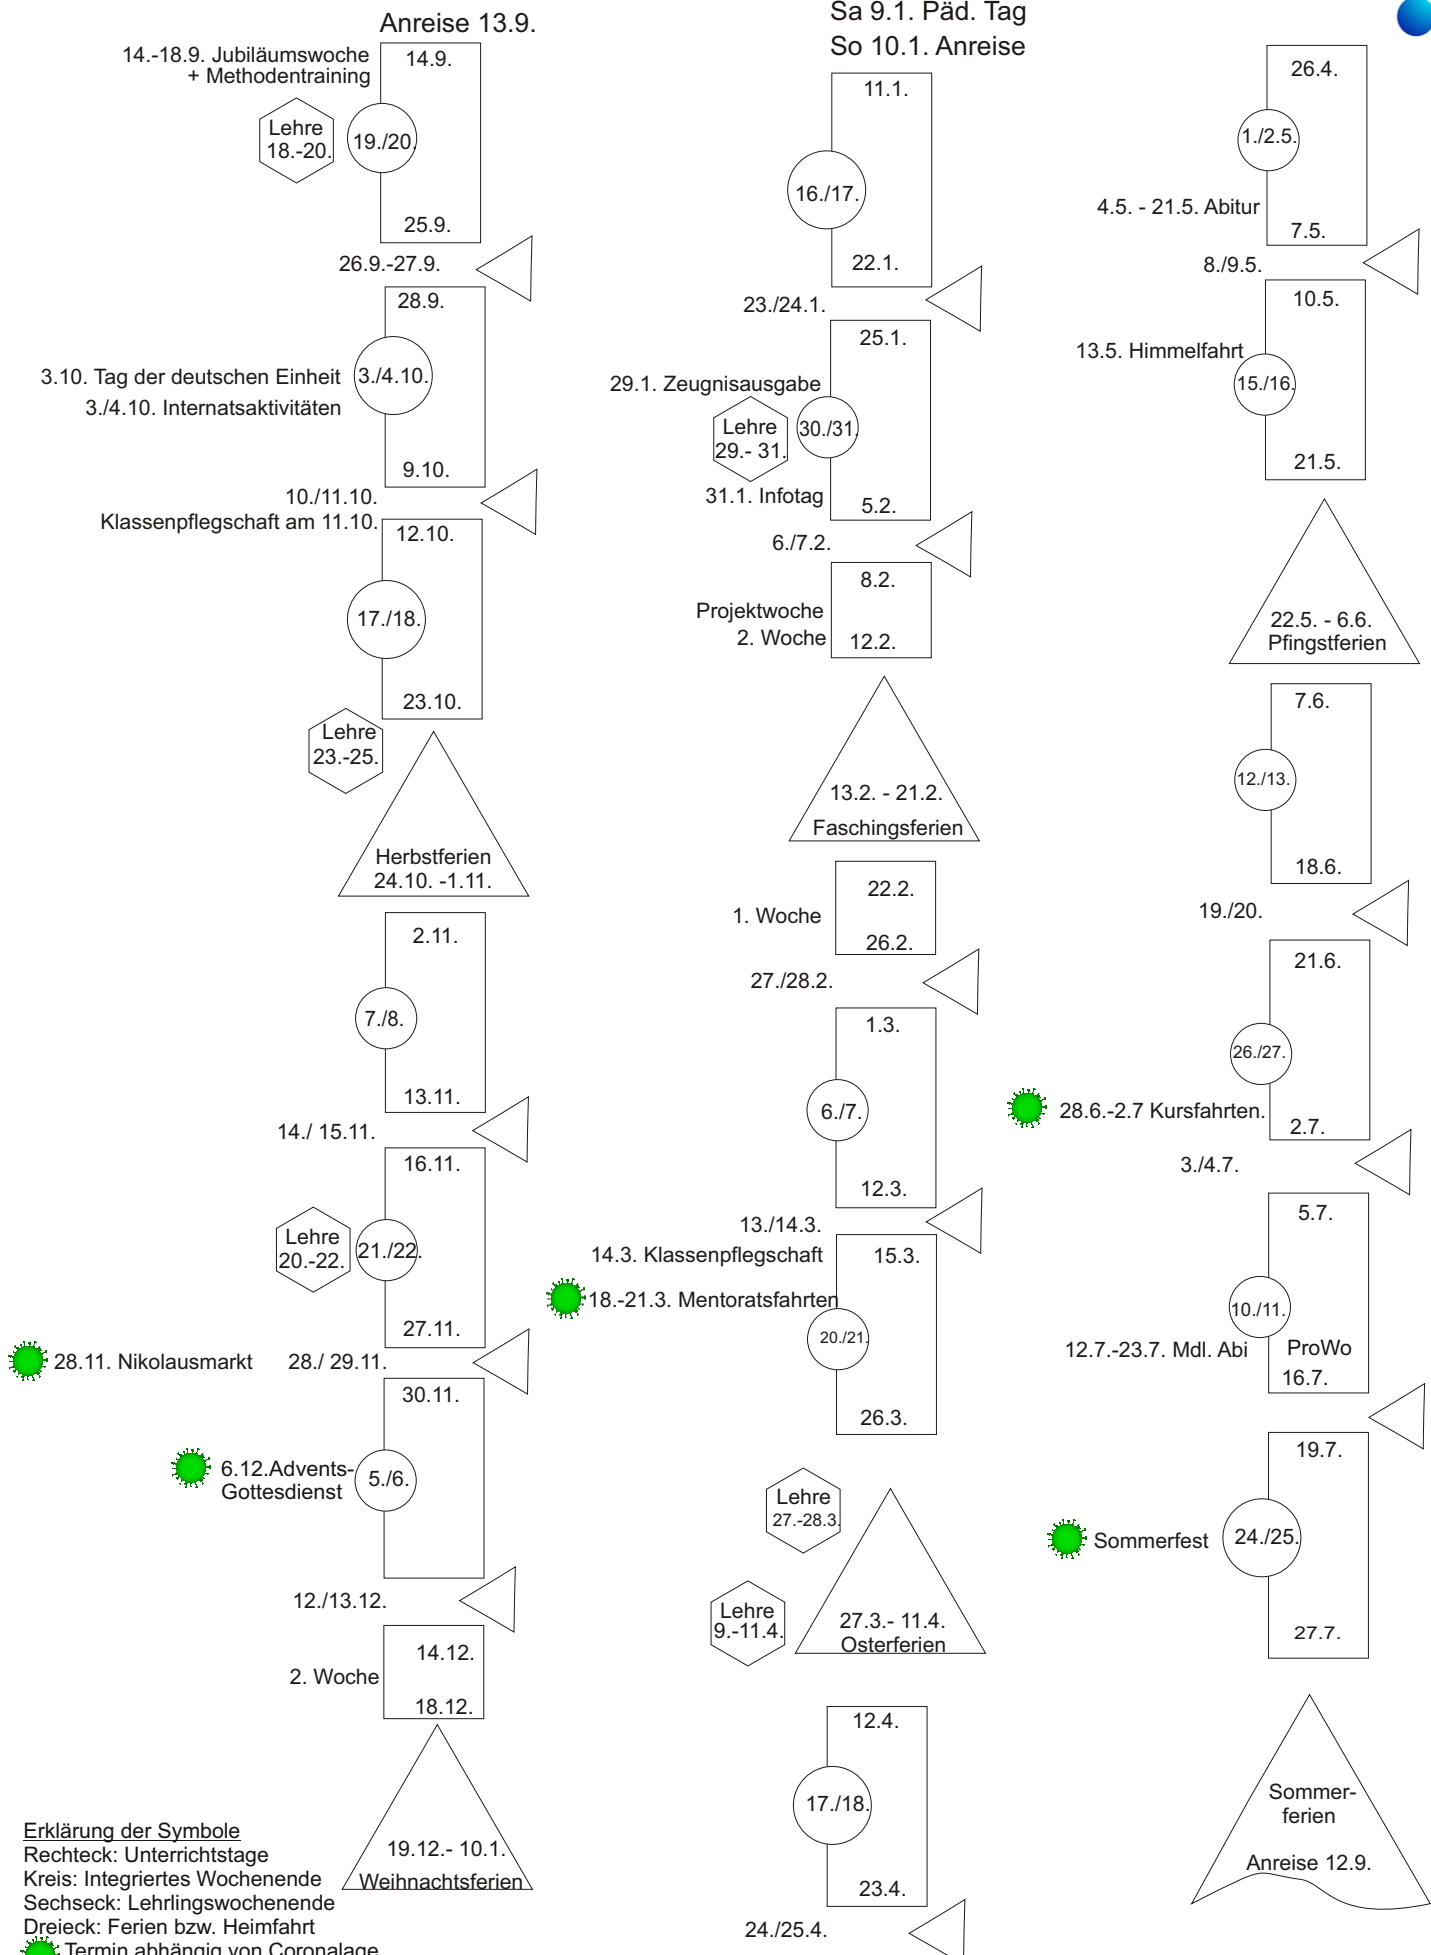 Anreise 13.9.
14.-18.9. Jubiläumswoche
+ Methodentraining
14.9.
Lehre
18.-20.
19./20.
25.9.
26.9.-27.9.
28.9.
3.10. Tag der deutschen Einheit
3./4.10.
3./4.10. Internatsaktivitäten
9.10.
10./11.10.
Klassenpflegschaft am 11.10.
12.10.
17./18.
23.10.
Lehre
23.-25.
Herbstferien
24.10. -1.11.
2.11.
7./8.
13.11.
14./ 15.11.
16.11.
Lehre
20.-22.
21./22.
27.11.
28.11. Nikolausmarkt
28./ 29.11.
30.11.
6.12.Advents-
Gottesdienst
5./6.
12./13.12.
14.12.
2. Woche
18.12.
19.12.- 10.1.
Weihnachtsferien
Erklärung der Symbole
Rechteck: Unterrichtstage
Kreis: Integriertes Wochenende
Sechseck: Lehrlingswochenende
Dreieck: Ferien bzw. Heimfahrt
Termin abhängig von Coronalage
Sa 9.1. Päd. Tag
So 10.1. Anreise
11.1.
16./17.
22.1.
23./24.1.
25.1.
29.1. Zeugnisausgabe
Lehre
29.- 31.
30./31.
31.1. Infotag
5.2.
6./7.2.
8.2.
Projektwoche
2. Woche
12.2.
13.2. - 21.2.
Faschingsferien
22.2.
1. Woche
26.2.
27./28.2.
1.3.
6./7.
12.3.
13./14.3.
14.3. Klassenpflegschaft
15.3.
18.-21.3. Mentoratsfahrten
20./21.
26.3.
Lehre
27.-28.3.
Lehre
9.-11.4.
27.3.- 11.4.
Osterferien
12.4.
17./18.
23.4.
24./25.4.
26.4.
1./2.5.
4.5. - 21.5. Abitur
7.5.
8./9.5.
10.5.
13.5. Himmelfahrt
15./16.
21.5.
22.5. - 6.6.
Pfingstferien
7.6.
12./13.
18.6.
19./20.
21.6.
26./27.
28.6.-2.7 Kursfahrten.
2.7.
3./4.7.
5.7.
10./11.
12.7.-23.7. Mdl. Abi
ProWo
16.7.
19.7.
Sommerfest
24./25.
27.7.
Sommer-
ferien
Anreise 12.9.